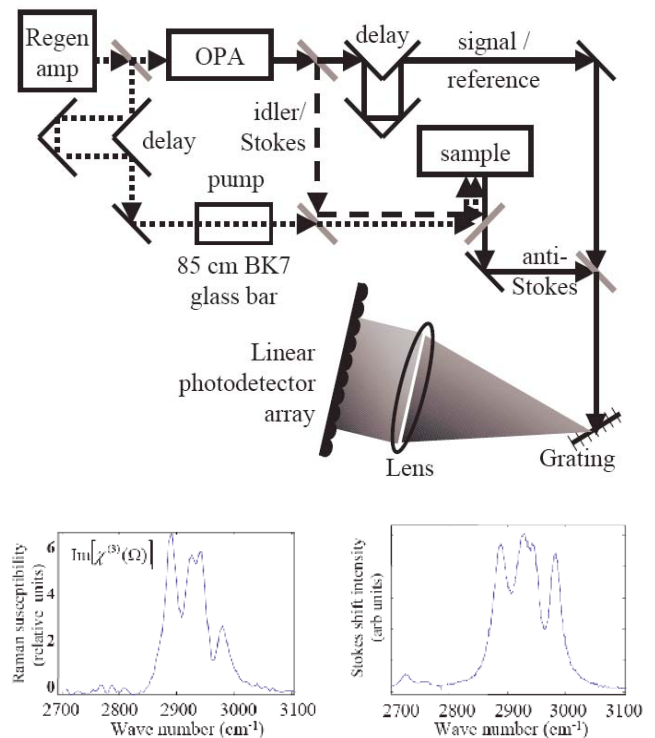 Regen
amp
OPA
delay
signal /
reference
idler/
Stokes
sample
delay
pump
85 cm BK7
glass bar
anti-
Stokes
Linear
photodetector
array
Lens
Grating
Raman susceptibility
(relative units)
Im[χ⁽³⁾(Ω)]
6
4
2
0
2700 2800 2900 3000 3100
Wave number (cm⁻¹)
Stokes shift intensity
(arb units)
2700 2800 2900 3000 3100
Wave number (cm⁻¹)